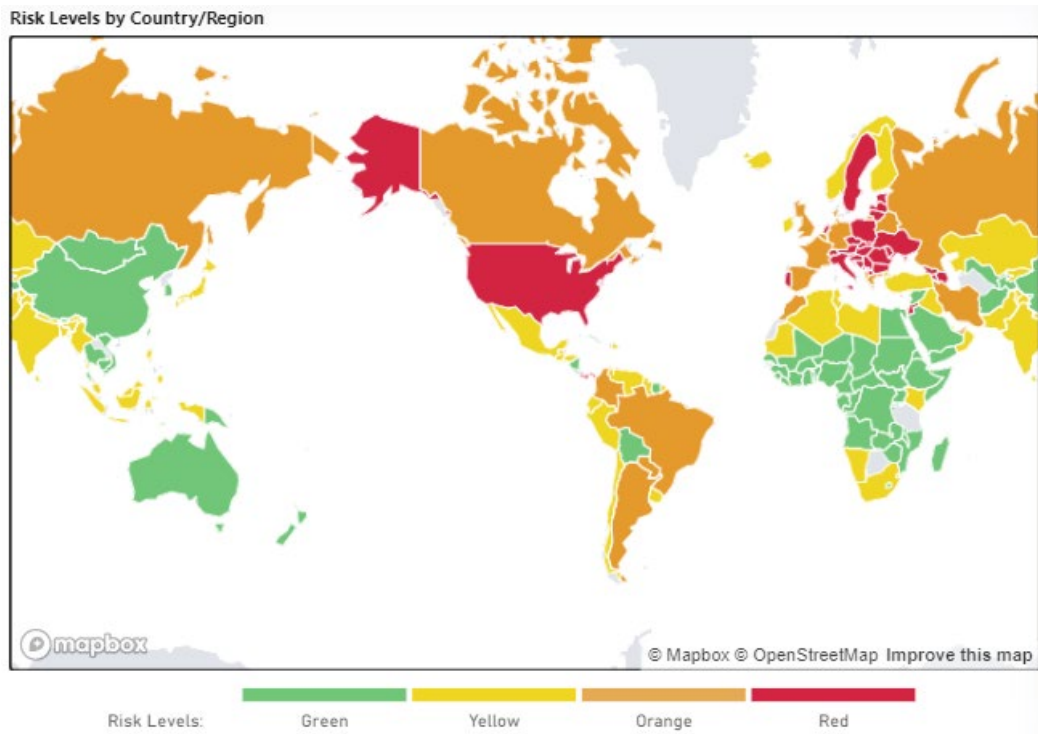 Risk Levels by Country/Region
mapbox
© Mapbox © OpenStreetMap Improve this map
Risk Levels: Green Yellow Orange Red